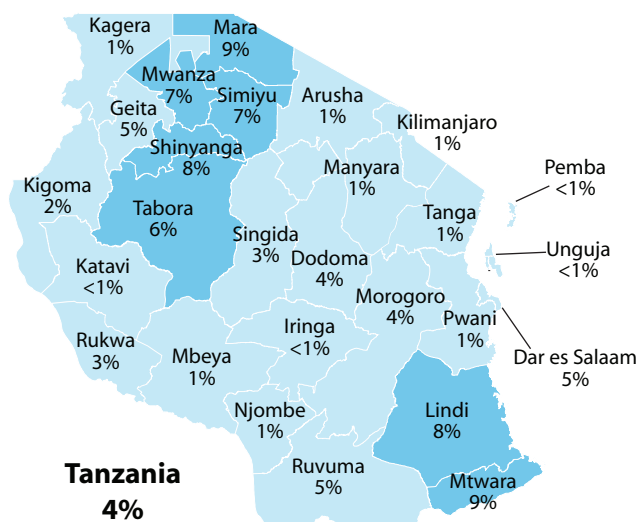 Kagera
1%
Mara
9%
Mwanza
7%
Simiyu
7%
Geita
5%
Arusha
1%
Kilimanjaro
1%
Shinyanga
8%
Manyara
1%
Pemba
<1%
Kigoma
2%
Tabora
6%
Tanga
1%
Singida
3%
Dodoma
4%
Unguja
<1%
Katavi
<1%
Morogoro
4%
Pwani
1%
Iringa
<1%
Rukwa
3%
Mbeya
1%
Dar es Salaam
5%
Njombe
1%
Lindi
8%
Ruvuma
5%
Mtwara
9%
Tanzania
4%